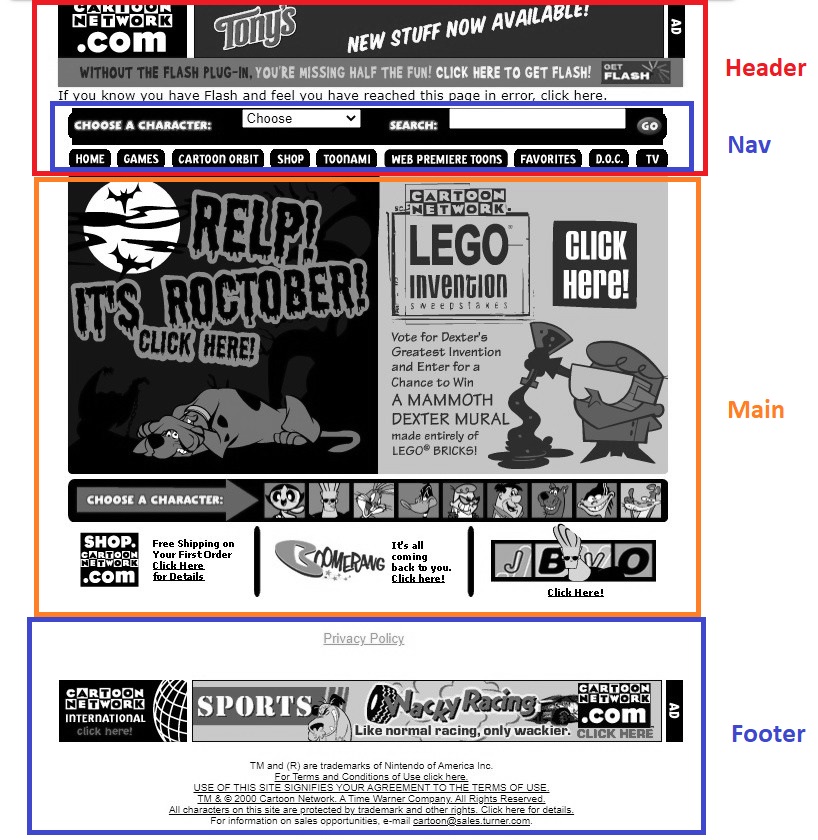 CARTOON
NETWORK
.com
Tony's
NEW STUFF NOW AVAILABLE!
AD
WITHOUT THE FLASH PLUG-IN, YOU'RE MISSING HALF THE FUN! CLICK HERE TO GET FLASH!
GET FLASH
If you know you have Flash and feel you have reached this page in error, click here.
Header
CHOOSE A CHARACTER:
Choose
SEARCH:
GO
Nav
HOME
GAMES
CARTOON ORBIT
SHOP
TOONAMI
WEB PREMIERE TOONS
FAVORITES
D.O.C.
TV
RELP!
IT'S ROCTOBER!
CLICK HERE!
CARTOON
NETWORK.
LEGO
invention
sweepstakes
CLICK
HERE!
Vote for Dexter's
Greatest Invention
and Enter for a
Chance to Win
A MAMMOTH
DEXTER MURAL
made entirely of
LEGO® BRICKS!
Main
CHOOSE A CHARACTER:
SHOP.
CARTOON
NETWORK
.com
Free Shipping on
Your First Order
Click Here
for Details
BOOMERANG
It's all
coming
back to you.
Click here!
JBVO
Click Here!
Privacy Policy
CARTOON
NETWORK
INTERNATIONAL
click here!
SPORTS
Wacky Racing
Like normal racing, only wackier.
CARTOON
NETWORK
.com
CLICK HERE
AD
Footer
TM and (R) are trademarks of Nintendo of America Inc.
For Terms and Conditions of Use click here.
USE OF THIS SITE SIGNIFIES YOUR AGREEMENT TO THE TERMS OF USE.
TM & © 2000 Cartoon Network. A Time Warner Company. All Rights Reserved.
All characters on this site are protected by trademark and other rights. Click here for details.
For information on sales opportunities, e-mail cartoon@sales.turner.com.